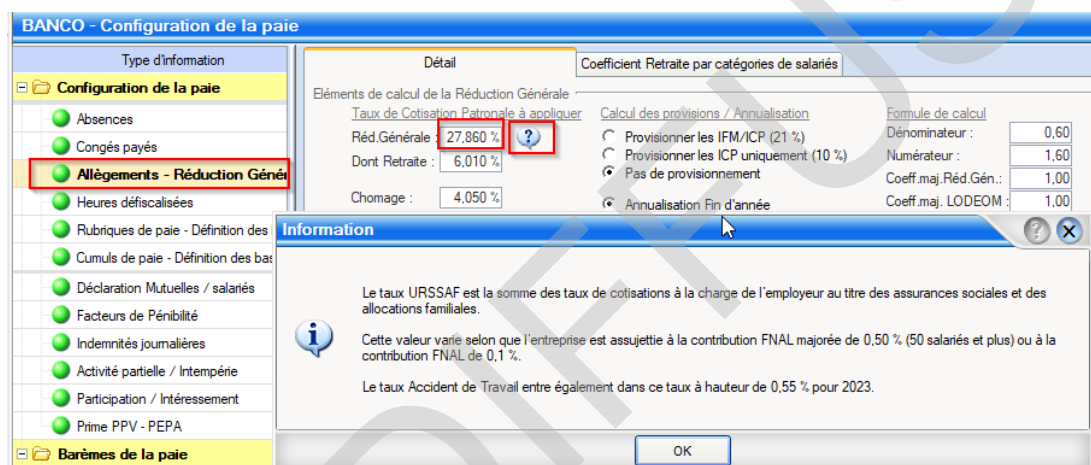 BANCO - Configuration de la paie
Type d'information
Configuration de la paie
Absences
Congés payés
Allègements - Réduction Génér
Heures défiscalisées
Rubriques de paie - Définition des
Cumuls de paie - Définition des bas
Déclaration Mutuelles / salariés
Facteurs de Pénibilité
Indemnités journalières
Activité partielle / Intempérie
Participation / Intéressement
Prime PPV - PEPA
Barèmes de la paie
Détail
Coefficient Retraite par catégories de salariés
Eléments de calcul de la Réduction Générale
Taux de Cotisation Patronale à appliquer
Réd.Générale : 27,860 %
Dont Retraite : 6,010 %
Chomage : 4,050 %
Calcul des provisions / Annualisation
Provisionner les IFM/ICP (21 %)
Provisionner les ICP uniquement (10 %)
Pas de provisionnement
Annualisation Fin d'année
Formule de calcul
Dénominateur : 0,60
Numérateur : 1,60
Coeff.maj.Réd.Gén.: 1,00
Coeff.maj. LODEOM : 1,00
Information
Le taux URSSAF est la somme des taux de cotisations à la charge de l'employeur au titre des assurances sociales et des
allocations familiales.
Cette valeur varie selon que l'entreprise est assujettie à la contribution FNAL majorée de 0,50 % (50 salariés et plus) ou à la
contribution FNAL de 0,1 %.
Le taux Accident de Travail entre également dans ce taux à hauteur de 0,55 % pour 2023.
OK
DIFFUS